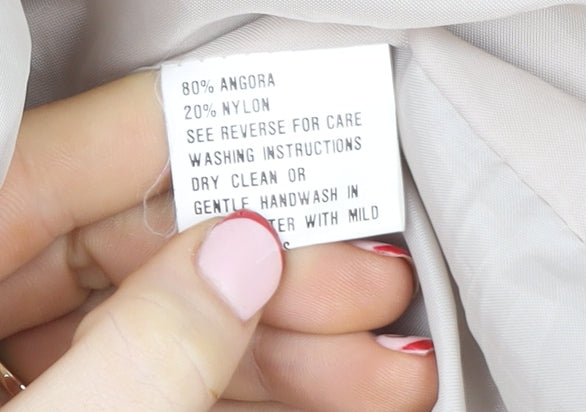 80% ANGORA
20% NYLON
SEE REVERSE FOR CARE
WASHING INSTRUCTIONS
DRY CLEAN OR
GENTLE HANDWASH IN
WITH MILD